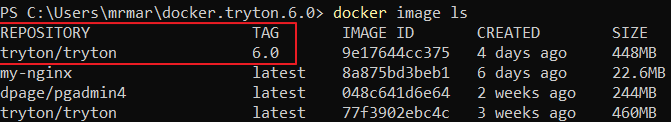 PS C:\Users\mrmar\docker.tryton.6.0> docker image ls
REPOSITORY TAG IMAGE ID CREATED SIZE
tryton/tryton 6.0 9e17644cc375 4 days ago 448MB
my-nginx latest 8a875bd3beb1 6 days ago 22.6MB
dpage/pgadmin4 latest 048c641d6e64 2 weeks ago 244MB
tryton/tryton latest 77f3902ebc4c 3 weeks ago 460MB